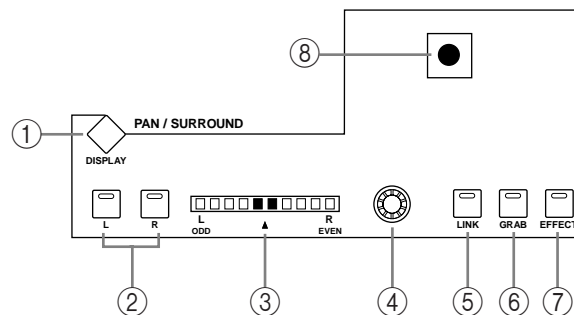 ⑧
①
PAN / SURROUND
DISPLAY
L R
L R
ODD EVEN
LINK GRAB EFFECT
② ③ ④ ⑤ ⑥ ⑦